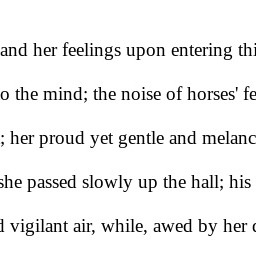 and her feelings upon entering thi
o the mind; the noise of horses' fe
; her proud yet gentle and melanc
she passed slowly up the hall; his
d vigilant air, while, awed by her